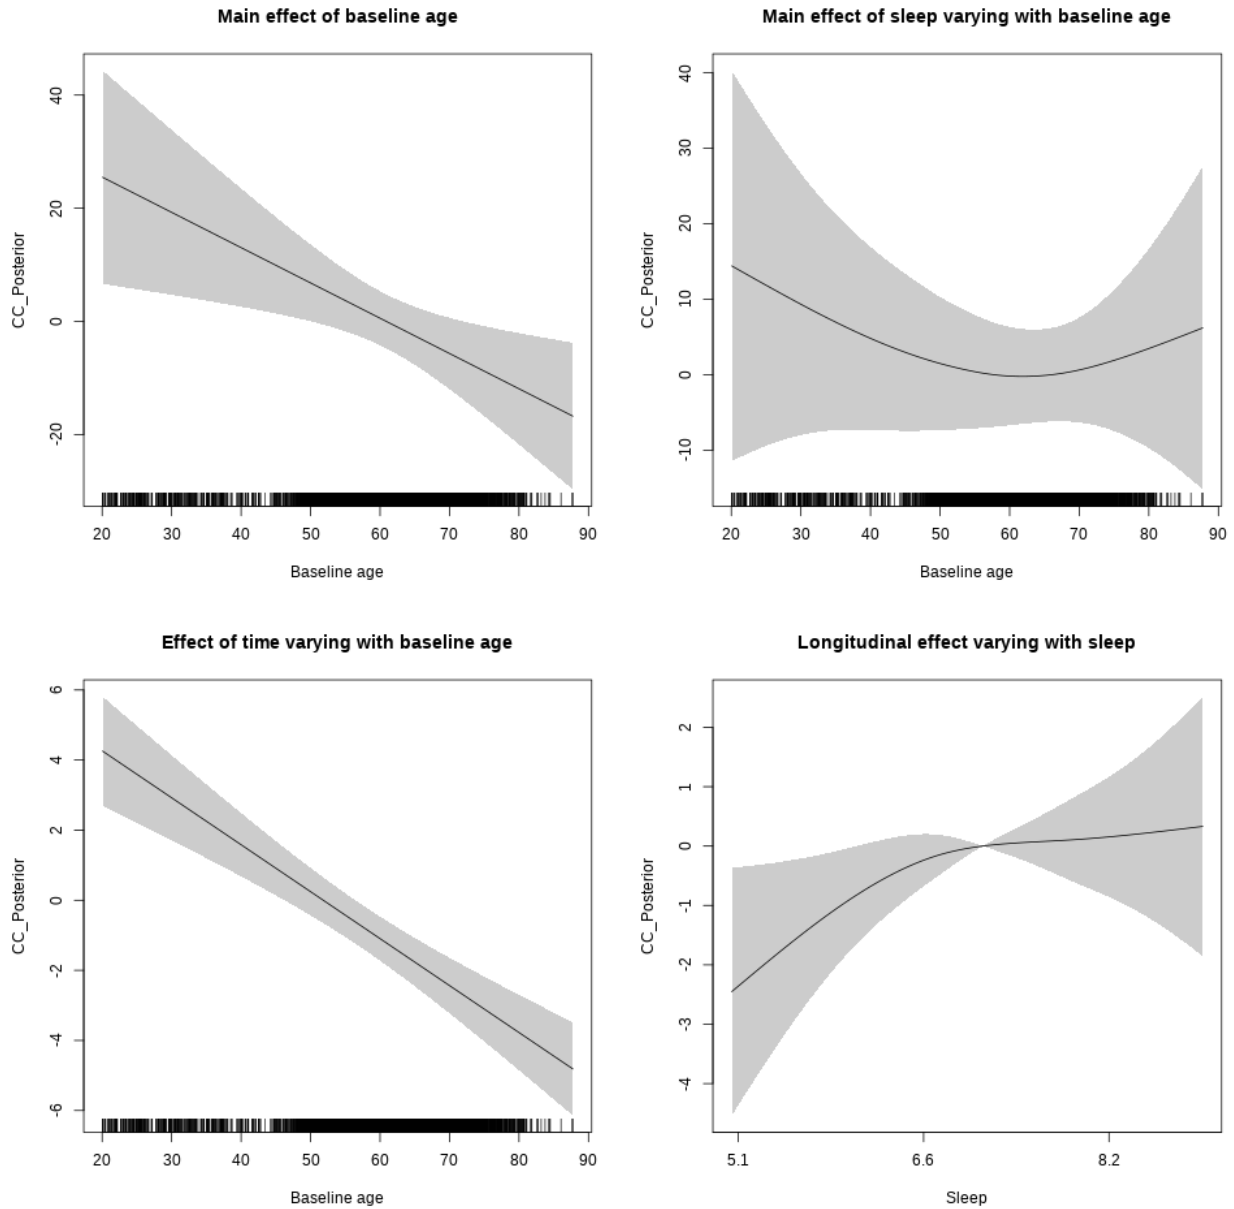 Main effect of baseline age
CC_Posterior
40
20
0
-20
20 30 40 50 60 70 80 90
Baseline age
Main effect of sleep varying with baseline age
CC_Posterior
40
30
20
10
0
-10
20 30 40 50 60 70 80 90
Baseline age
Effect of time varying with baseline age
CC_Posterior
6
4
2
0
-2
-4
-6
20 30 40 50 60 70 80 90
Baseline age
Longitudinal effect varying with sleep
CC_Posterior
2
1
0
-1
-2
-3
-4
5.1 6.6 8.2
Sleep